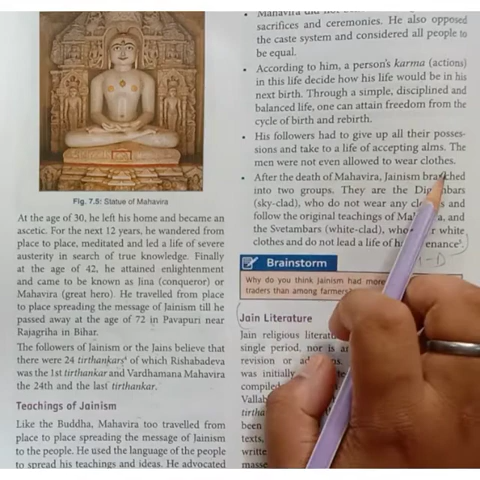 Fig. 7.5: Statue of Mahavira
At the age of 30, he left his home and became an
ascetic. For the next 12 years, he wandered from
place to place, meditated and led a life of severe
austerity in search of true knowledge. Finally
at the age of 42, he attained enlightenment
and came to be known as Jina (conqueror) or
Mahavira (great hero). He travelled from place
to place spreading the message of Jainism till he
passed away at the age of 72 in Pavapuri near
Rajagriha in Bihar.
The followers of Jainism or the Jains believe that
there were 24 tirthankars⁴ of which Rishabadeva
was the 1st tirthankar and Vardhamana Mahavira
the 24th and the last tirthankar.
Teachings of Jainism
Like the Buddha, Mahavira too travelled from
place to place spreading the message of Jainism
to the people. He used the language of the people
to spread his teachings and ideas. He advocated
• Mahavira did not
sacrifices and ceremonies. He also opposed
the caste system and considered all people to
be equal.
• According to him, a person's karma (actions)
in this life decide how his life would be in his
next birth. Through a simple, disciplined and
balanced life, one can attain freedom from the
cycle of birth and rebirth.
• His followers had to give up all their posses-
sions and take to a life of accepting alms. The
men were not even allowed to wear clothes.
• After the death of Mahavira, Jainism branched
into two groups. They are the
(sky-clad), who do not wear any and
follow the original teachings of and
the Svetambars (white-clad), white
clothes and do not lead a life of
Brainstorm
Why do you think Jainism had more
traders than among
Jain Literature
Jain religious
single period, nor is
revision or
was initially
compiled
been
texts,